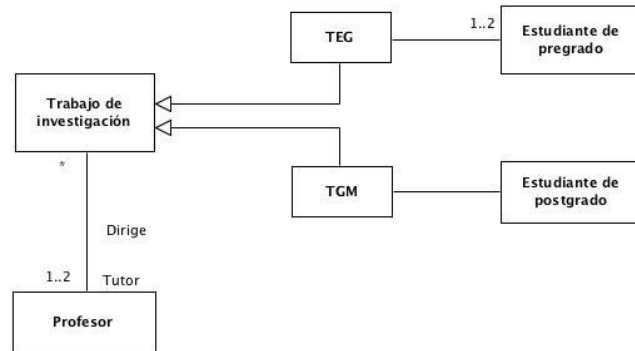 TEG
1..2
Estudiante de
pregrado
Trabajo de
investigación
*
TGM
Estudiante de
postgrado
Dirige
1..2
Tutor
Profesor